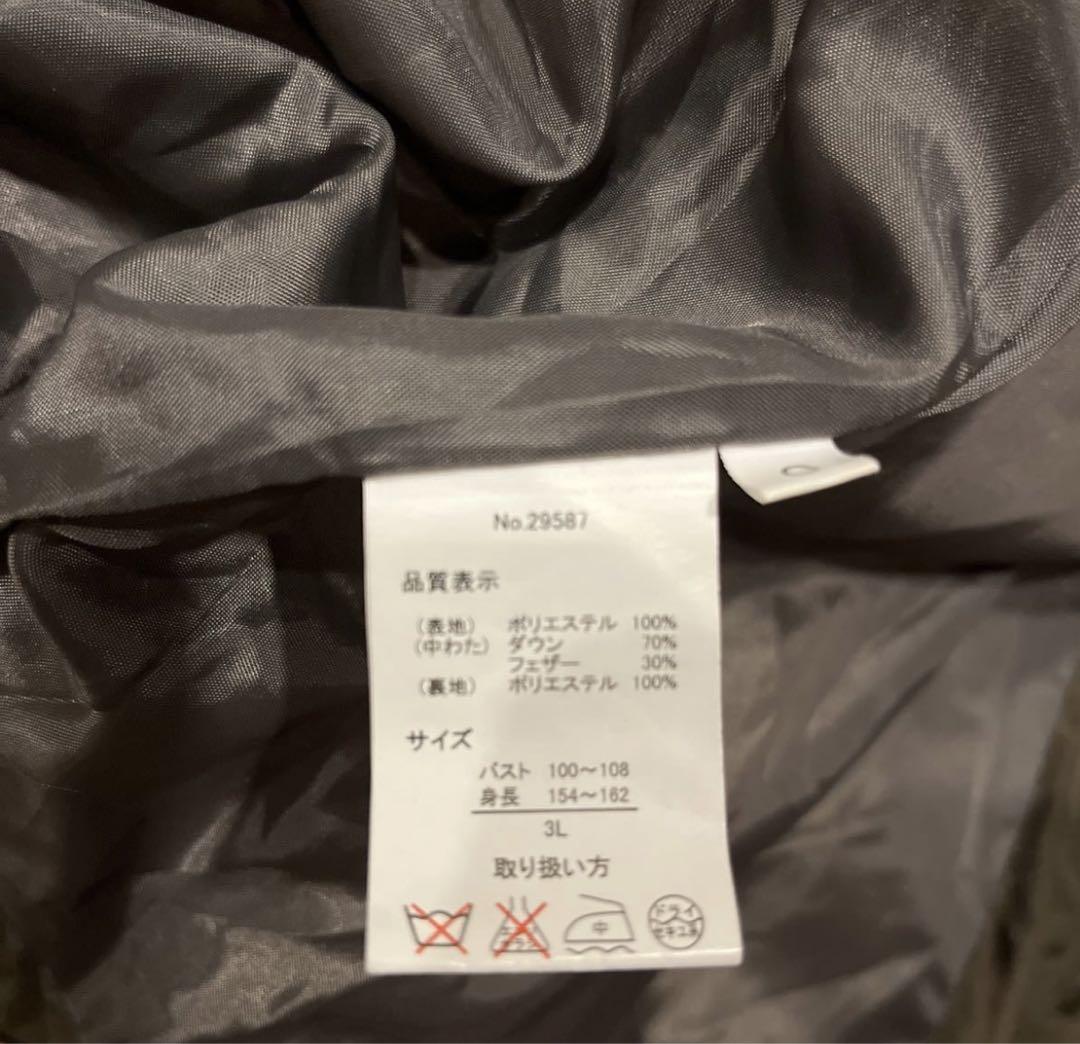 No.29587
品質表示
(表地) ポリエステル 100%
(中わた) ダウン 70%
フェザー 30%
(裏地) ポリエステル 100%
サイズ
バスト 100〜108
身長 154〜162
3L
取り扱い方
中
ドライ
セキユ系